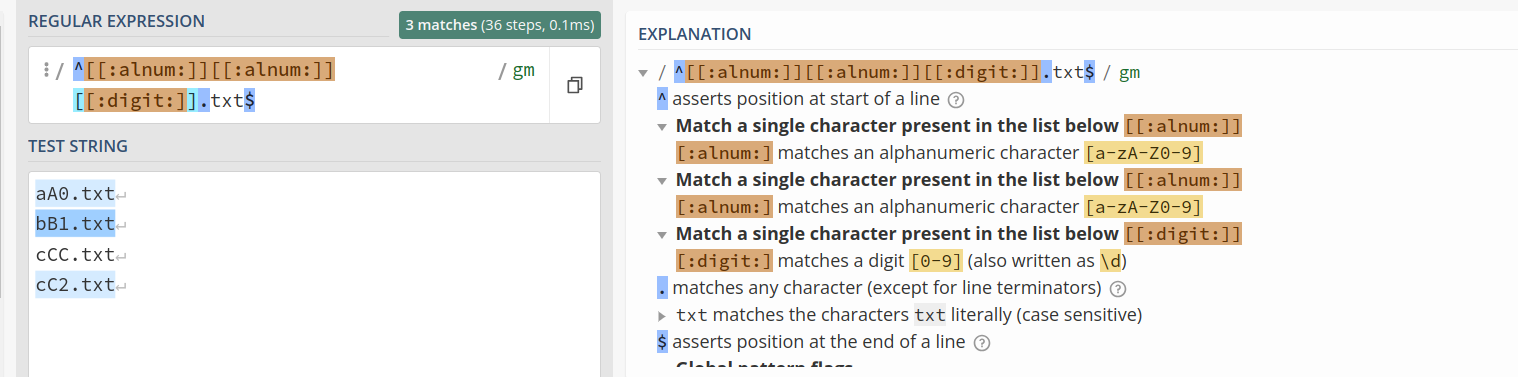 REGULAR EXPRESSION
3 matches (36 steps, 0.1ms)
/ ^[[:alnum:]][[:alnum:]] / gm
[[:digit:]].txt$
TEST STRING
aA0.txt↵
bB1.txt↵
cCC.txt↵
cC2.txt↵
EXPLANATION
/ ^[[:alnum:]][[:alnum:]][[:digit:]].txt$ / gm
^ asserts position at start of a line ?
Match a single character present in the list below [[:alnum:]]
[:alnum:] matches an alphanumeric character [a-zA-Z0-9]
Match a single character present in the list below [[:alnum:]]
[:alnum:] matches an alphanumeric character [a-zA-Z0-9]
Match a single character present in the list below [[:digit:]]
[:digit:] matches a digit [0-9] (also written as \d)
. matches any character (except for line terminators) ?
txt matches the characters txt literally (case sensitive)
$ asserts position at the end of a line ?
Global pattern flags